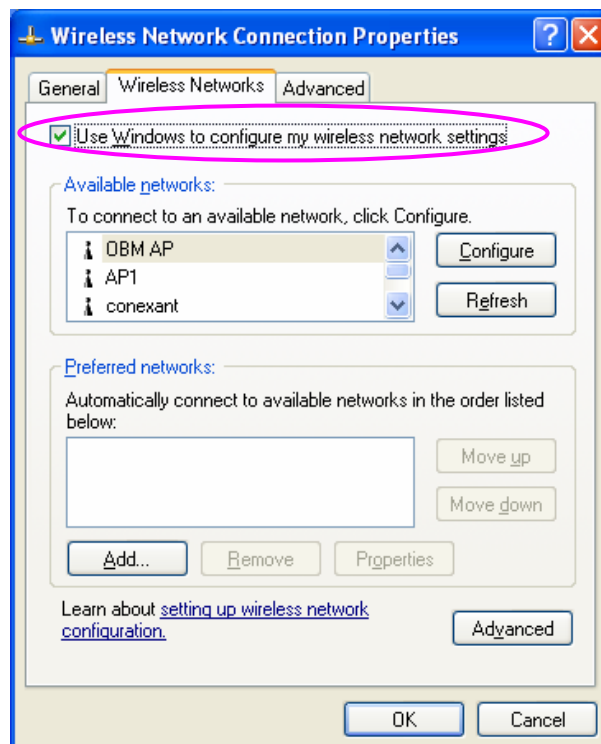 Wireless Network Connection Properties
General Wireless Networks Advanced
Use Windows to configure my wireless network settings
Available networks:
To connect to an available network, click Configure.
OBM AP
AP1
conexant
Configure
Refresh
Preferred networks:
Automatically connect to available networks in the order listed
below:
Move up
Move down
Add... Remove Properties
Learn about setting up wireless network
configuration.
Advanced
OK Cancel